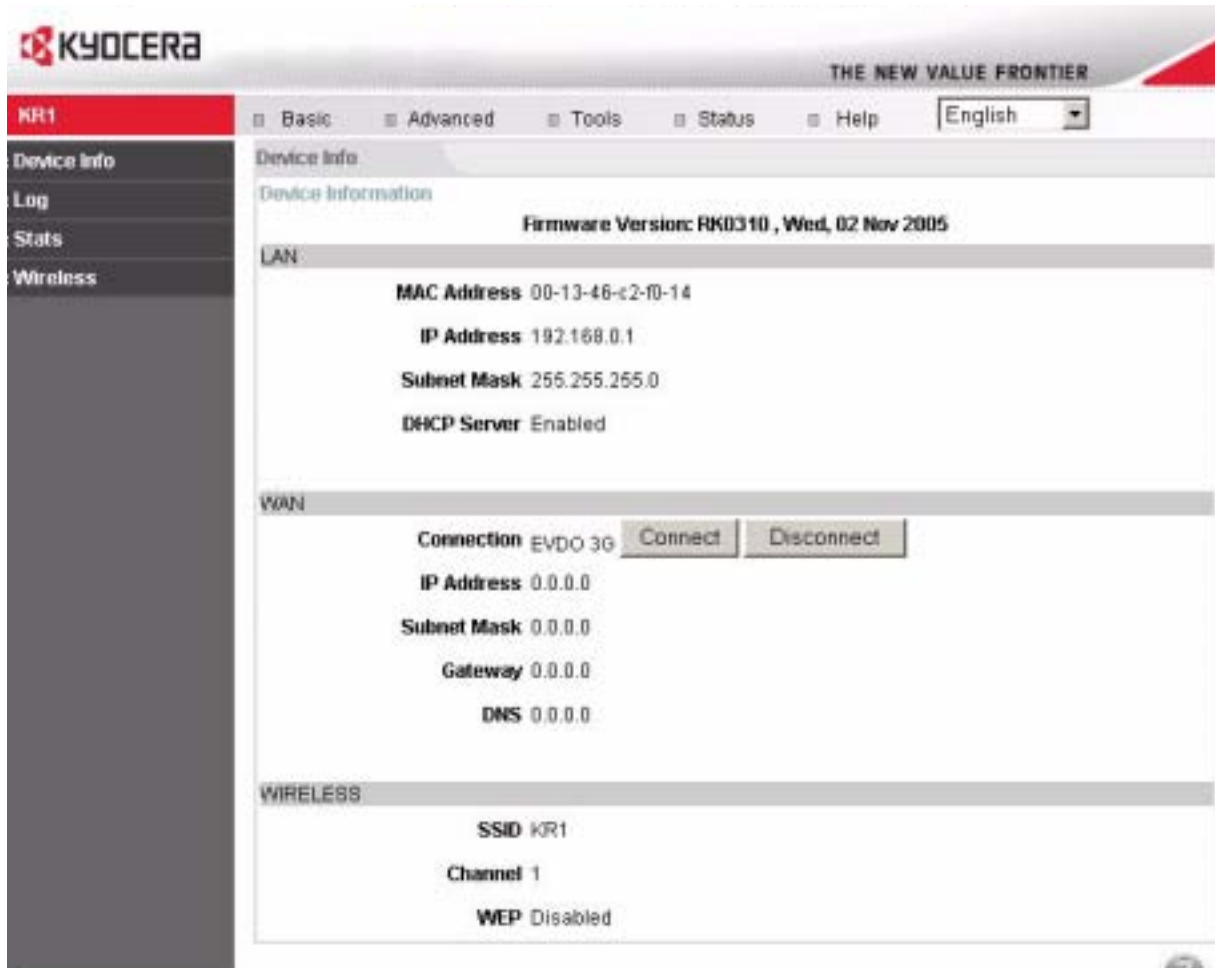 KYOCERA
THE NEW VALUE FRONTIER
KR1
Basic Advanced Tools Status Help English
Device Info
Log
Stats
Wireless
Device Info
Device Information
Firmware Version: RK0310 , Wed, 02 Nov 2005
LAN
MAC Address 00-13-46-c2-f0-14
IP Address 192.168.0.1
Subnet Mask 255.255.255.0
DHCP Server Enabled
WAN
Connection EVDO 3G Connect Disconnect
IP Address 0.0.0.0
Subnet Mask 0.0.0.0
Gateway 0.0.0.0
DNS 0.0.0.0
WIRELESS
SSID KR1
Channel 1
WEP Disabled